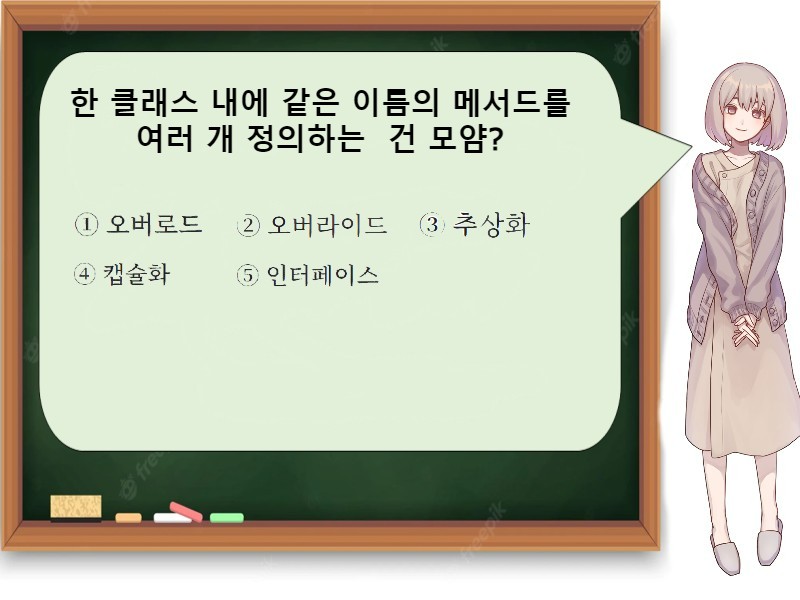 한 클래스 내에 같은 이틈의 메서드를
여러 개 정의하는 건 모얌?
① 오버로드 ② 오버라이드 ③ 추상화
④ 캡슐화 ⑤ 인터페이스